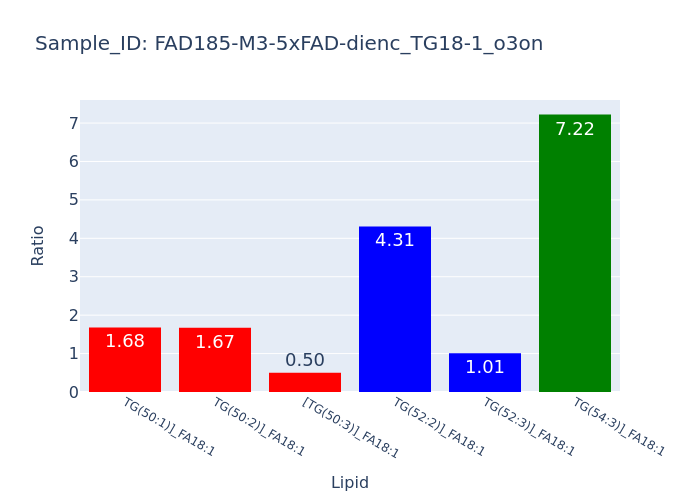 Sample_ID: FAD185-M3-5xFAD-dienc_TG18-1_o3on
Ratio
7
6
5
4
3
2
1
0
1.68
1.67
0.50
4.31
1.01
7.22
TG(50:1)]_FA18:1
TG(50:2)]_FA18:1
[TG(50:3)]_FA18:1
TG(52:2)]_FA18:1
TG(52:3)]_FA18:1
TG(54:3)]_FA18:1
Lipid